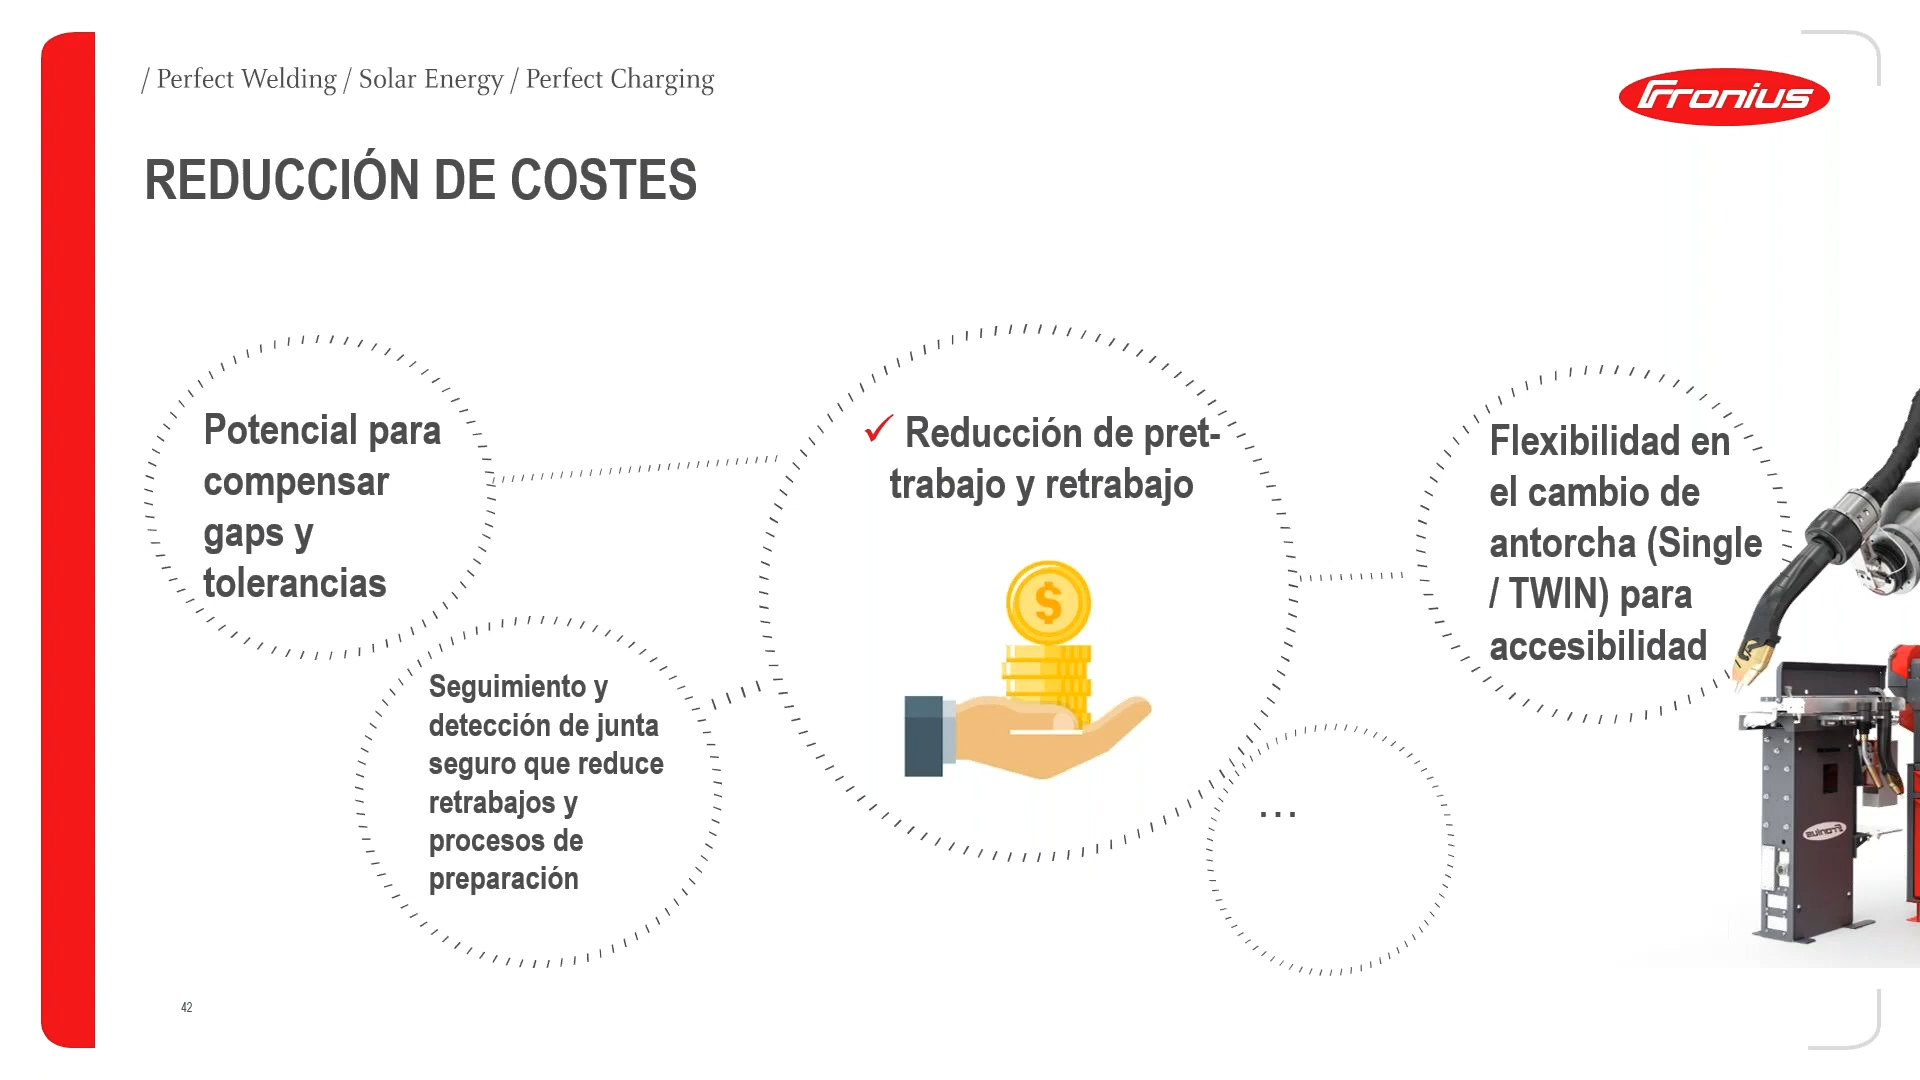 / Perfect Welding / Solar Energy / Perfect Charging
Fronius
REDUCCIÓN DE COSTES
Potencial para
compensar
gaps y
tolerancias
Seguimiento y
detección de junta
seguro que reduce
retrabajos y
procesos de
preparación
✓ Reducción de pret-
trabajo y retrabajo
$
...
Flexibilidad en
el cambio de
antorcha (Single
/ TWIN) para
accesibilidad
Fronius
42